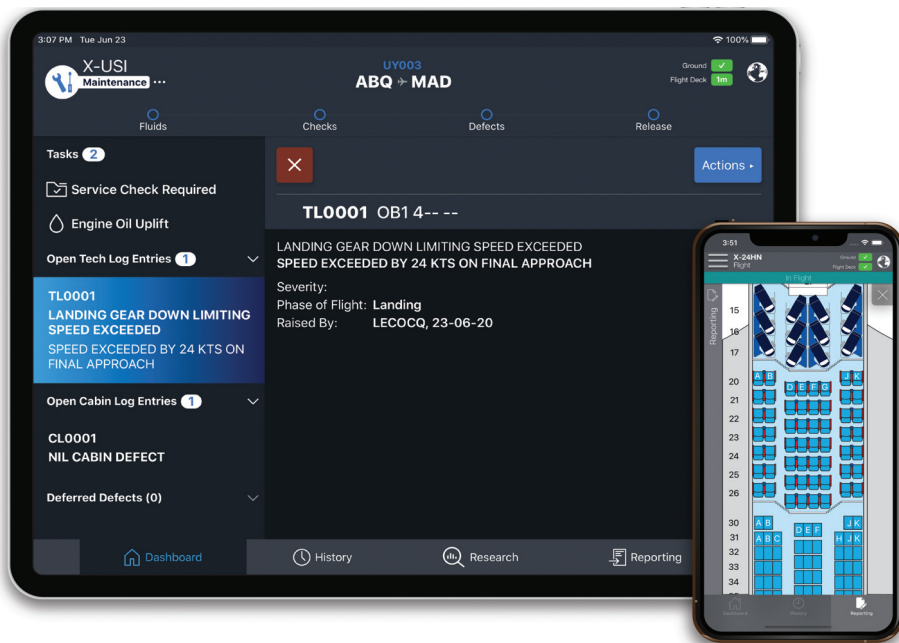 3:07 PM Tue Jun 23
100%
X-USI
Maintenance ...
UY003
ABQ ✈ MAD
Ground ✓
Flight Deck 1m
Fluids
Checks
Defects
Release
Tasks 2
Service Check Required
Engine Oil Uplift
Open Tech Log Entries 1
TL0001
LANDING GEAR DOWN LIMITING
SPEED EXCEEDED
SPEED EXCEEDED BY 24 KTS ON
FINAL APPROACH
Open Cabin Log Entries 1
CL0001
NIL CABIN DEFECT
Deferred Defects (0)
Actions
TL0001 OB1 4-- --
LANDING GEAR DOWN LIMITING SPEED EXCEEDED
SPEED EXCEEDED BY 24 KTS ON FINAL APPROACH
Severity:
Phase of Flight: Landing
Raised By: LECOCQ, 23-06-20
Dashboard
History
Research
Reporting
3:51
X-24HN
Flight
Ground
Flight Deck
In Flight
Reporting
15
16
17
20
A B
D E F G
J K
21
22
23
24
25
26
30
A B
D E F
J K
31
A B C
H J K
32
33
34
Dashboard
History
Reporting